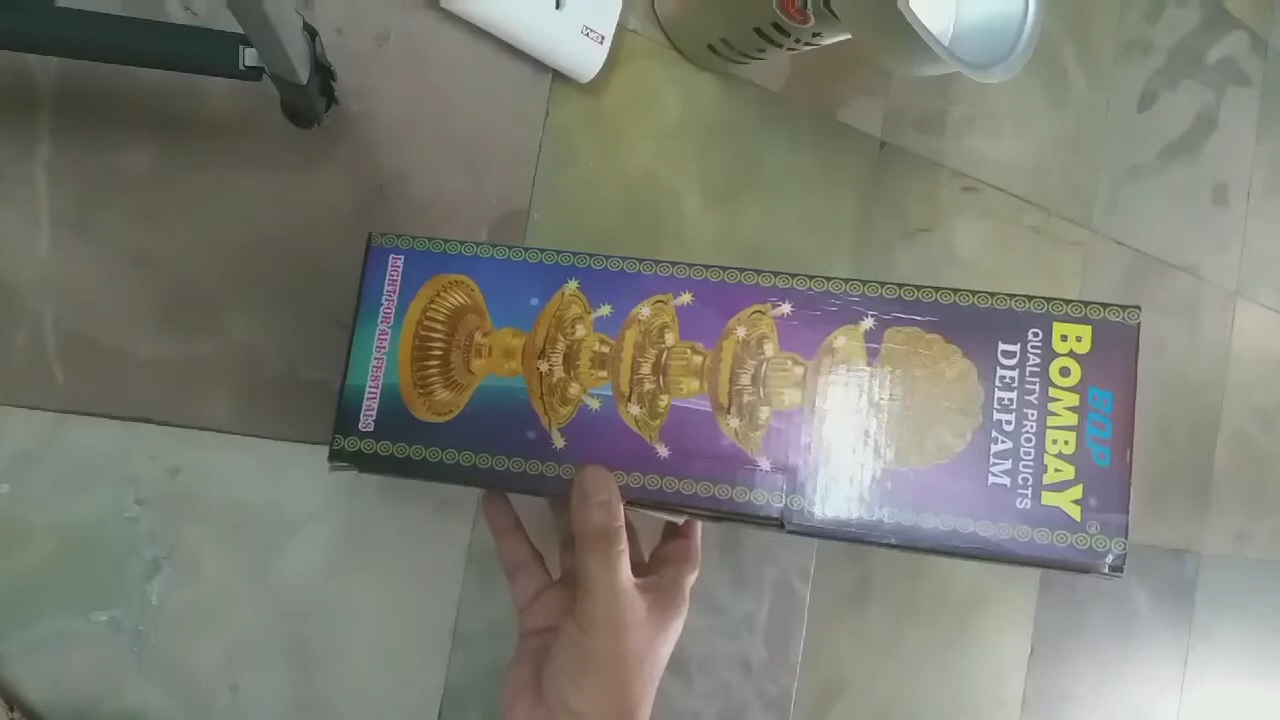 BQP
BOMBAY
QUALITY PRODUCTS
DEEPAM
LIGHT FOR ALL FESTIVALS